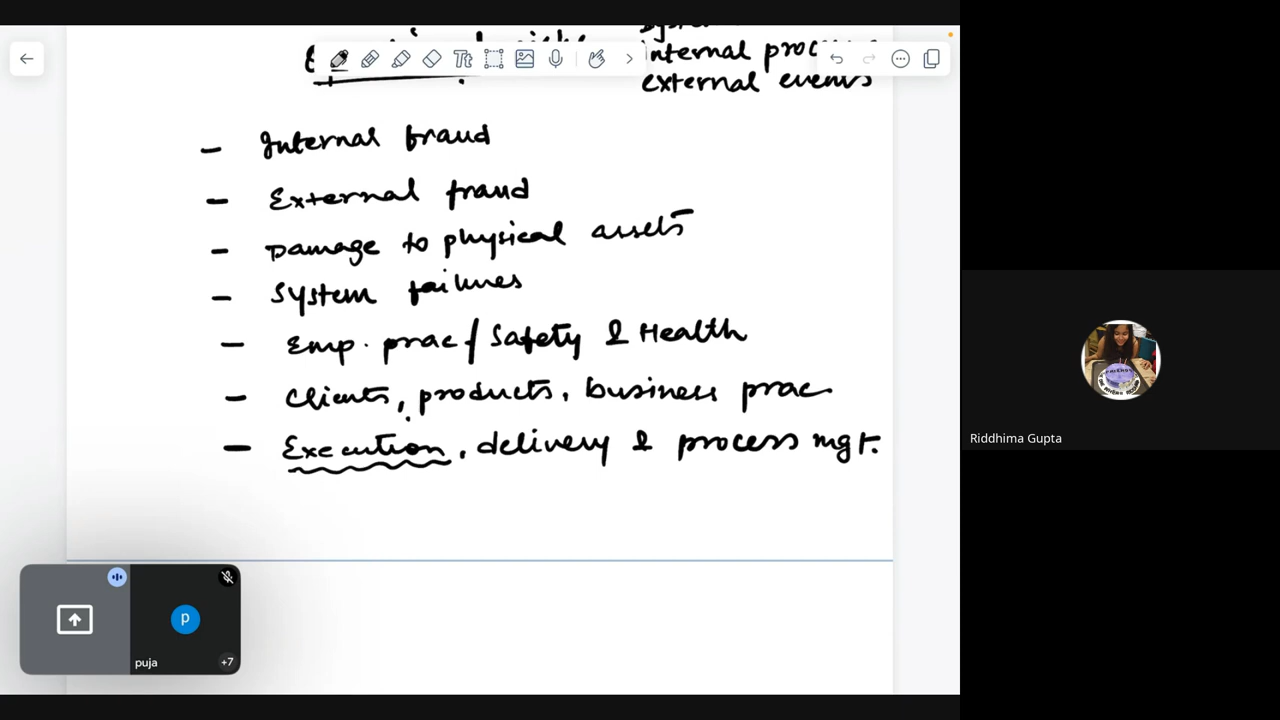 internal proc
external events
- Internal fraud
- External fraud
- Damage to physical assets
- System failures
- Emp. prac / Safety & Health
- Clients, products, business prac
- Execution, delivery & process mgt.
Tt
Riddhima Gupta
P
puja
+7